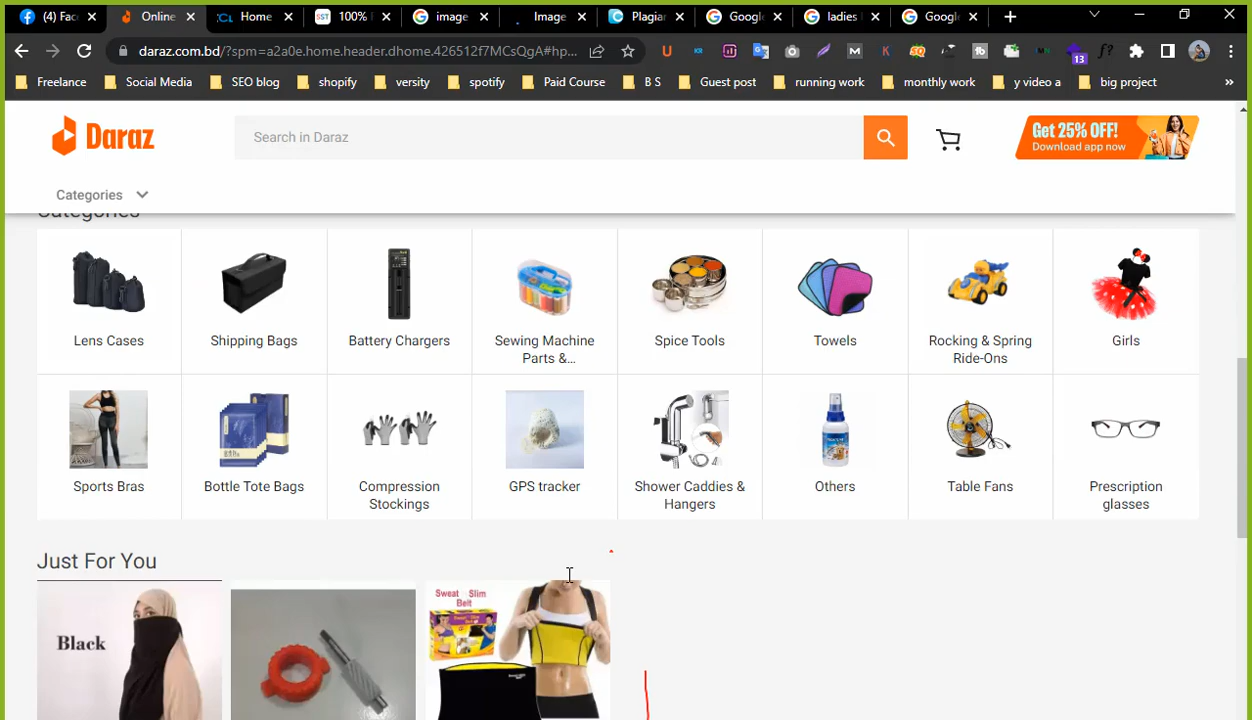 (4) Fac
Online
Home
100%
image
Image
Plagiar
Google
ladies
Google
daraz.com.bd/?spm=a2a0e.home.header.dhome.426512f7MCsQgA#hp...
13
Freelance
Social Media
SEO blog
shopify
versity
spotify
Paid Course
B S
Guest post
running work
monthly work
y video a
big project
»
Daraz
Search in Daraz
Get 25% OFF!
Download app now
Categories
Categories
Lens Cases
Shipping Bags
Battery Chargers
Sewing Machine
Parts &...
Spice Tools
Towels
Rocking & Spring
Ride-Ons
Girls
Sports Bras
Bottle Tote Bags
Compression
Stockings
GPS tracker
Shower Caddies &
Hangers
Others
Table Fans
Prescription
glasses
Just For You
Black
Sweat Slim
Belt